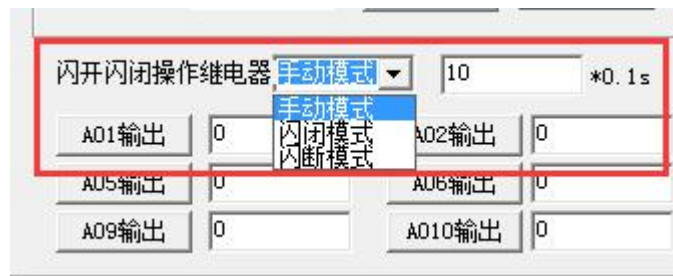 闪开闪闭操作继电器 手动模式 10 *0.1s
手动模式
闪闭模式
闪断模式
A01输出 0 A02输出 0
A05输出 0 A06输出 0
A09输出 0 A010输出 0